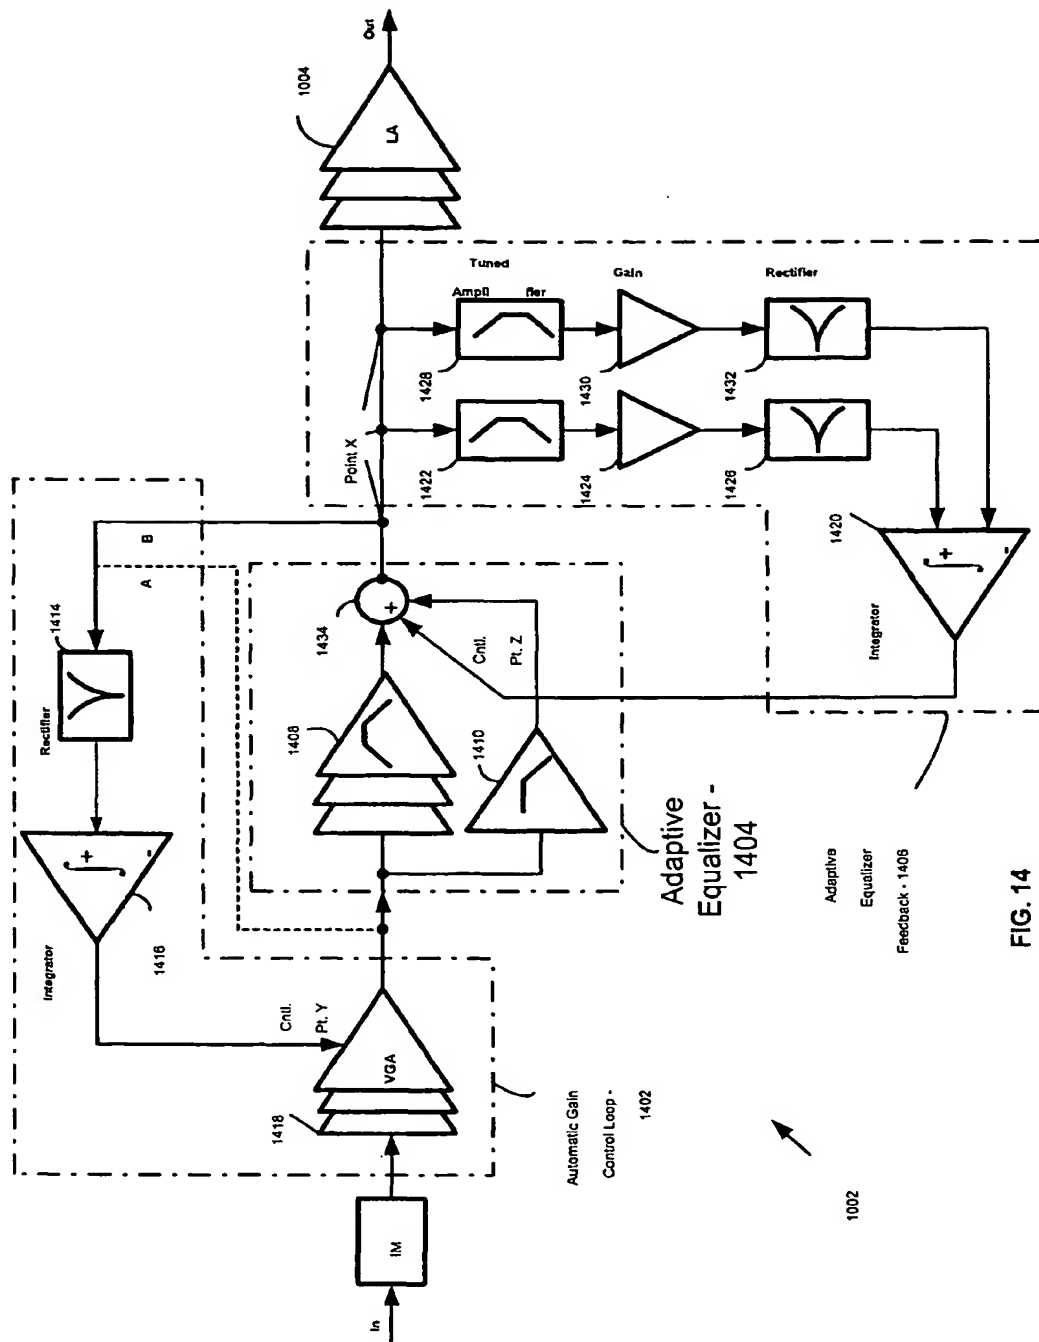 Out
1004
LA
Tuned
Ampli fier
Gain
Rectifier
1428
1430
1432
1422
1424
1426
Point X
B
A
1414
Rectifier
1434
+
Cntl.
Pt. Z
1420
∫ +
-
Integrator
1408
1410
Adaptive
Equalizer -
1404
∫ +
-
1416
Integrator
Cntl.
Pt. Y
VGA
1418
Adaptive
Equalizer
Feedback - 1406
Automatic Gain
Control Loop -
1402
IM
In
1002
FIG. 14